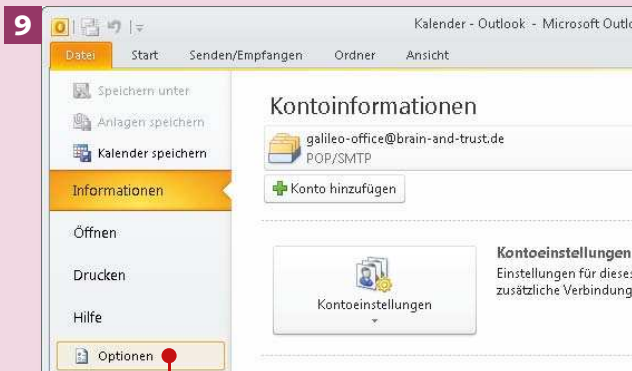 9
Kalender - Outlook - Microsoft Outlo
Datei Start Senden/Empfangen Ordner Ansicht
Speichern unter
Anlagen speichern
Kalender speichern
Informationen
Öffnen
Drucken
Hilfe
Optionen
Kontoinformationen
galileo-office@brain-and-trust.de
POP/SMTP
Konto hinzufügen
Kontoeinstellungen
Kontoeinstellungen
Einstellungen für dieses
zusätzliche Verbindung